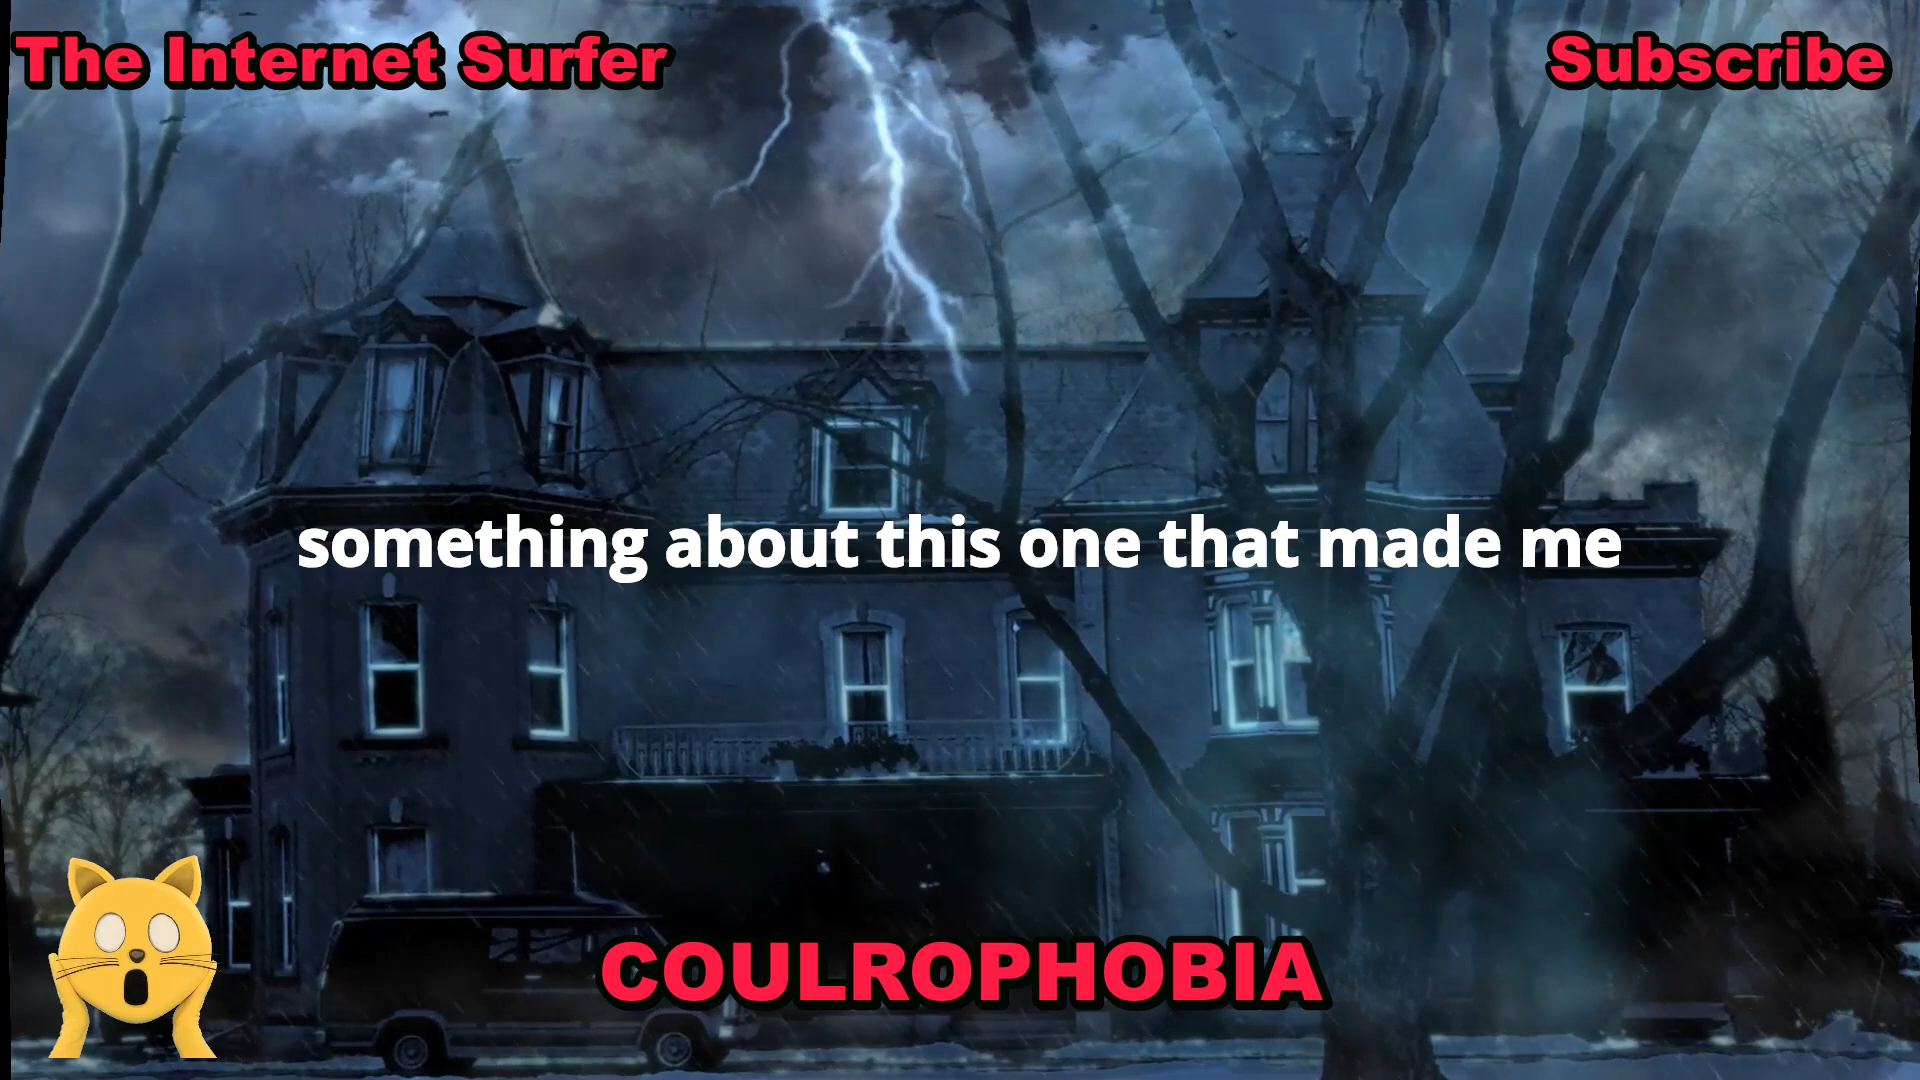 The Internet Surfer
Subscribe
something about this one that made me
COULROPHOBIA